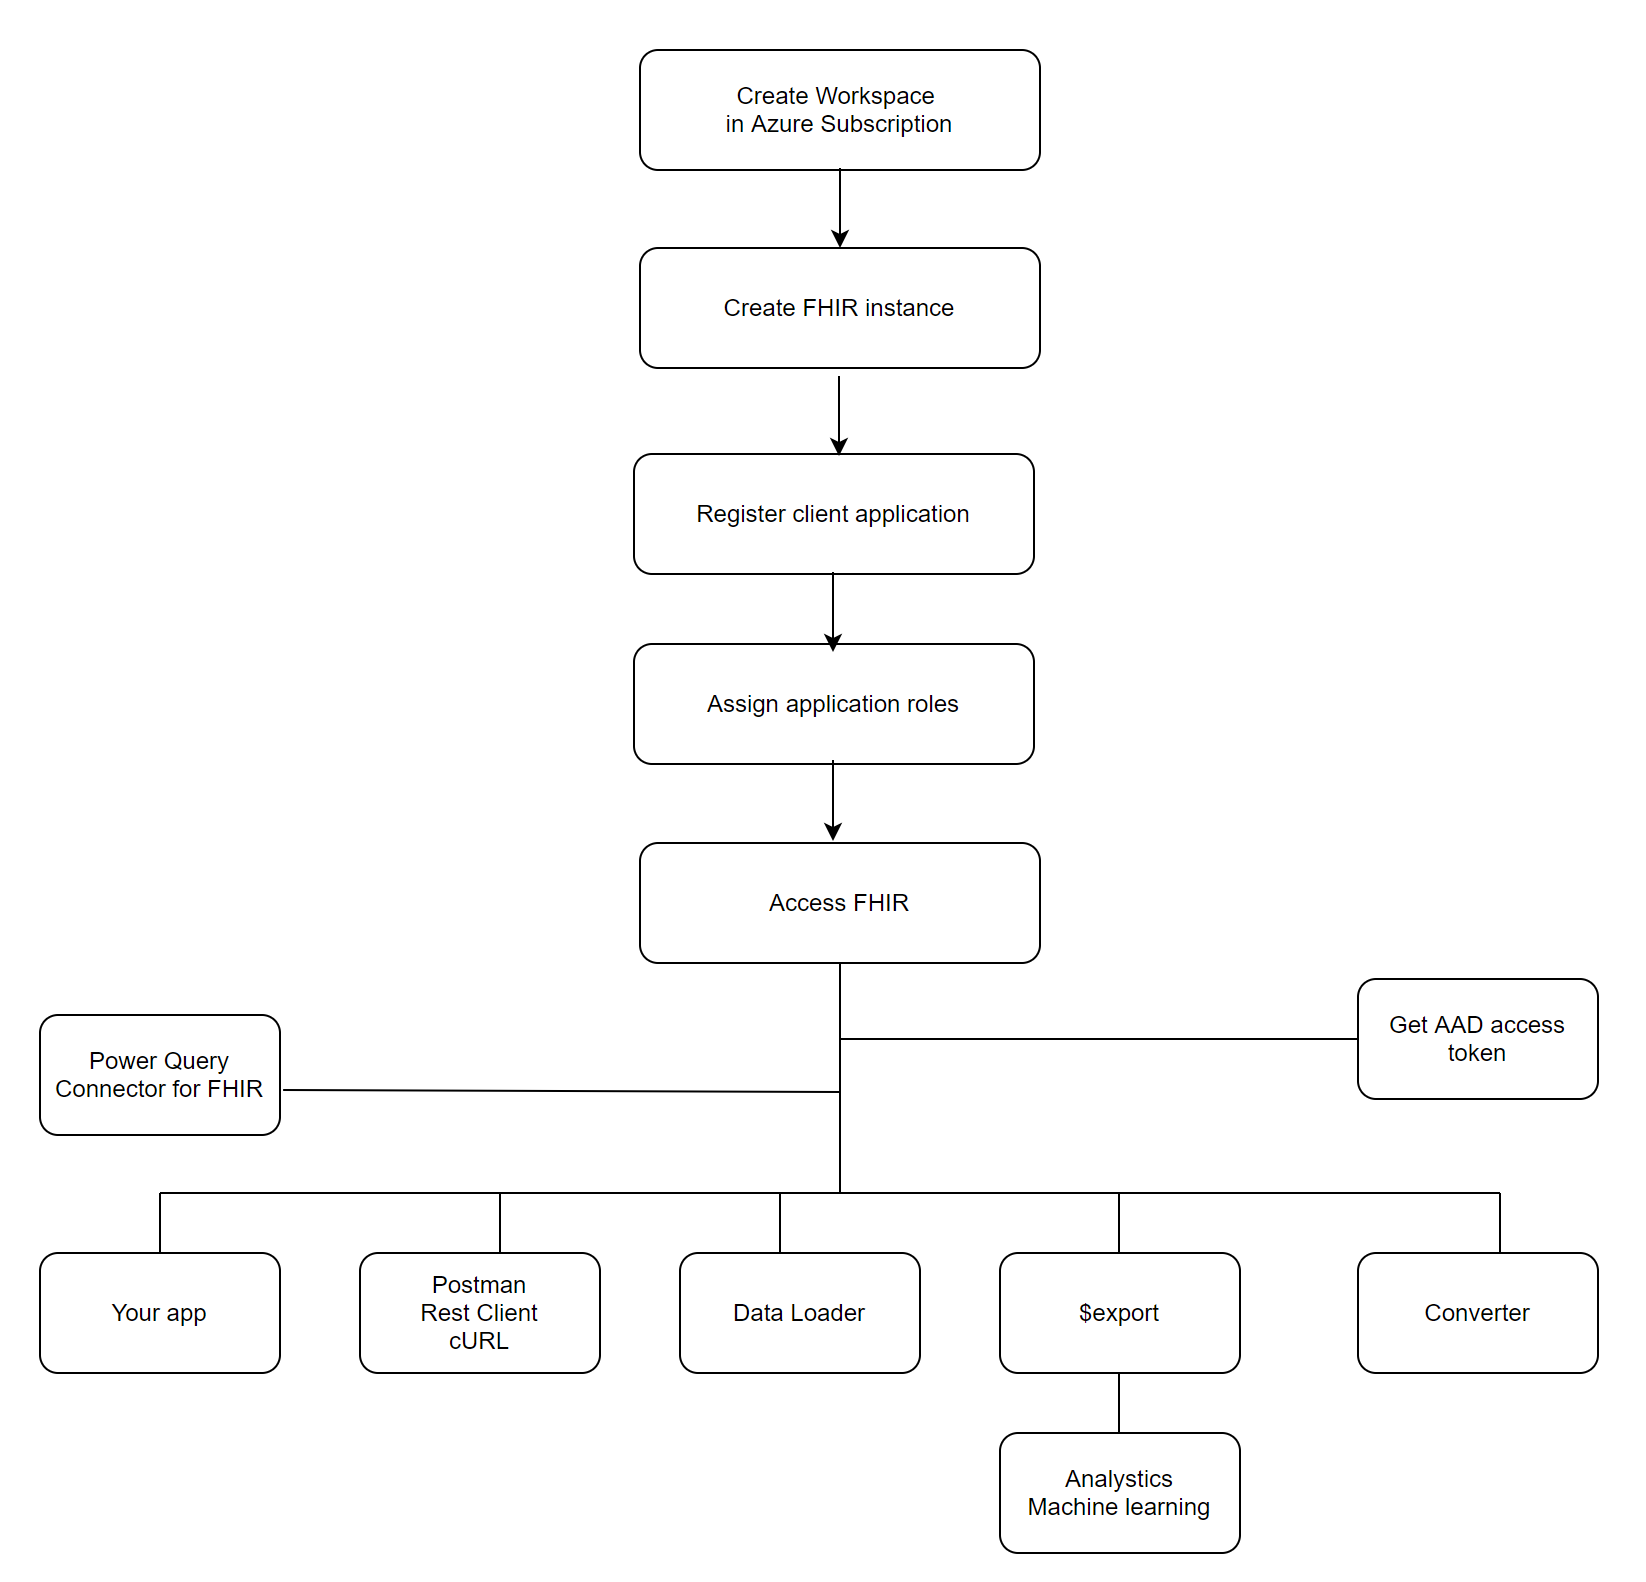 Create Workspace
in Azure Subscription
Create FHIR instance
Register client application
Assign application roles
Access FHIR
Get AAD access
token
Power Query
Connector for FHIR
Your app
Postman
Rest Client
cURL
Data Loader
$export
Converter
Analystics
Machine learning